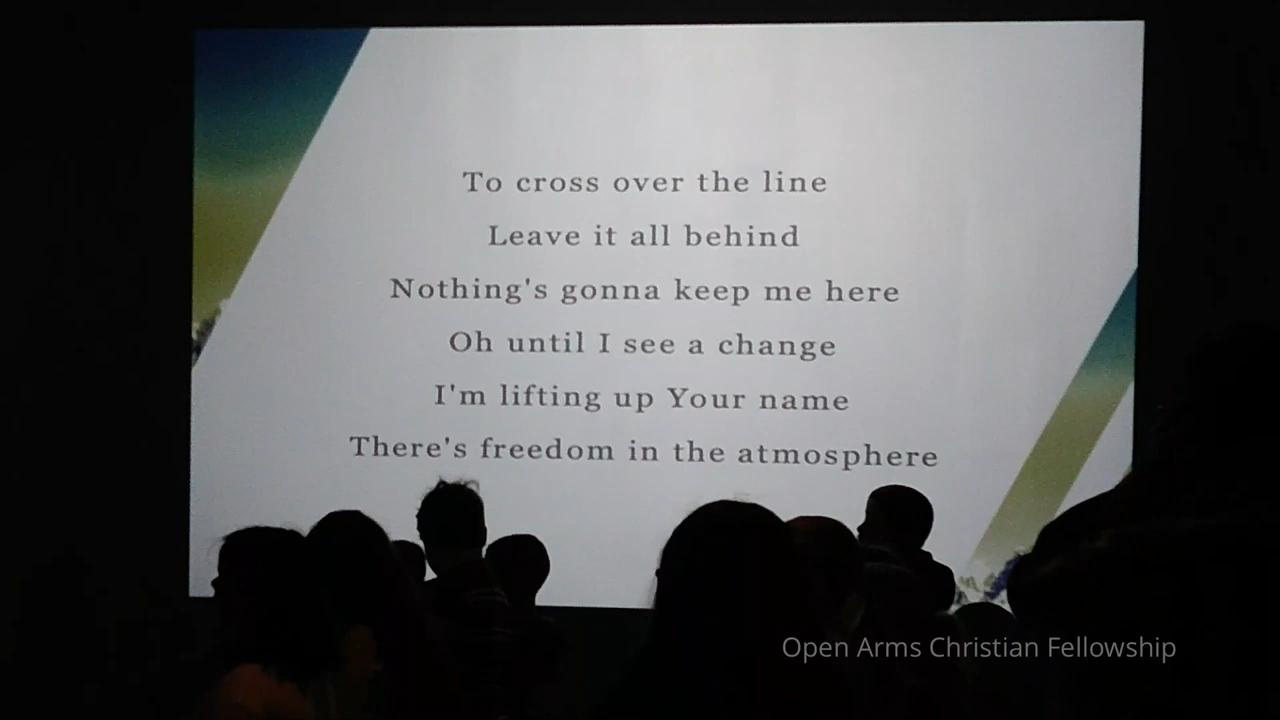 To cross over the line
Leave it all behind
Nothing's gonna keep me here
Oh until I see a change
I'm lifting up Your name
There's freedom in the atmosphere
Open Arms Christian Fellowship